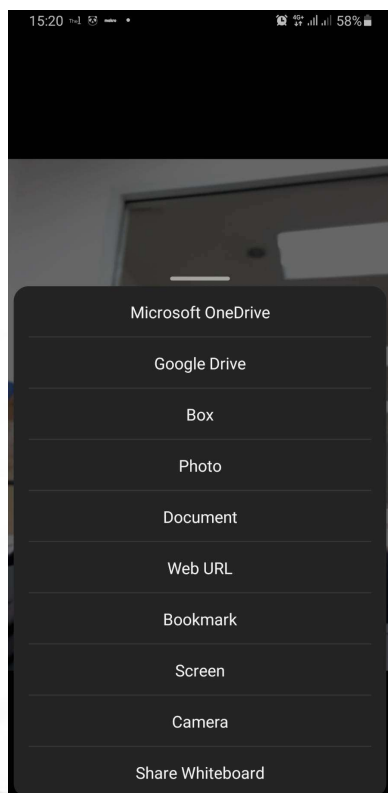 15:20 58%
Microsoft OneDrive
Google Drive
Box
Photo
Document
Web URL
Bookmark
Screen
Camera
Share Whiteboard